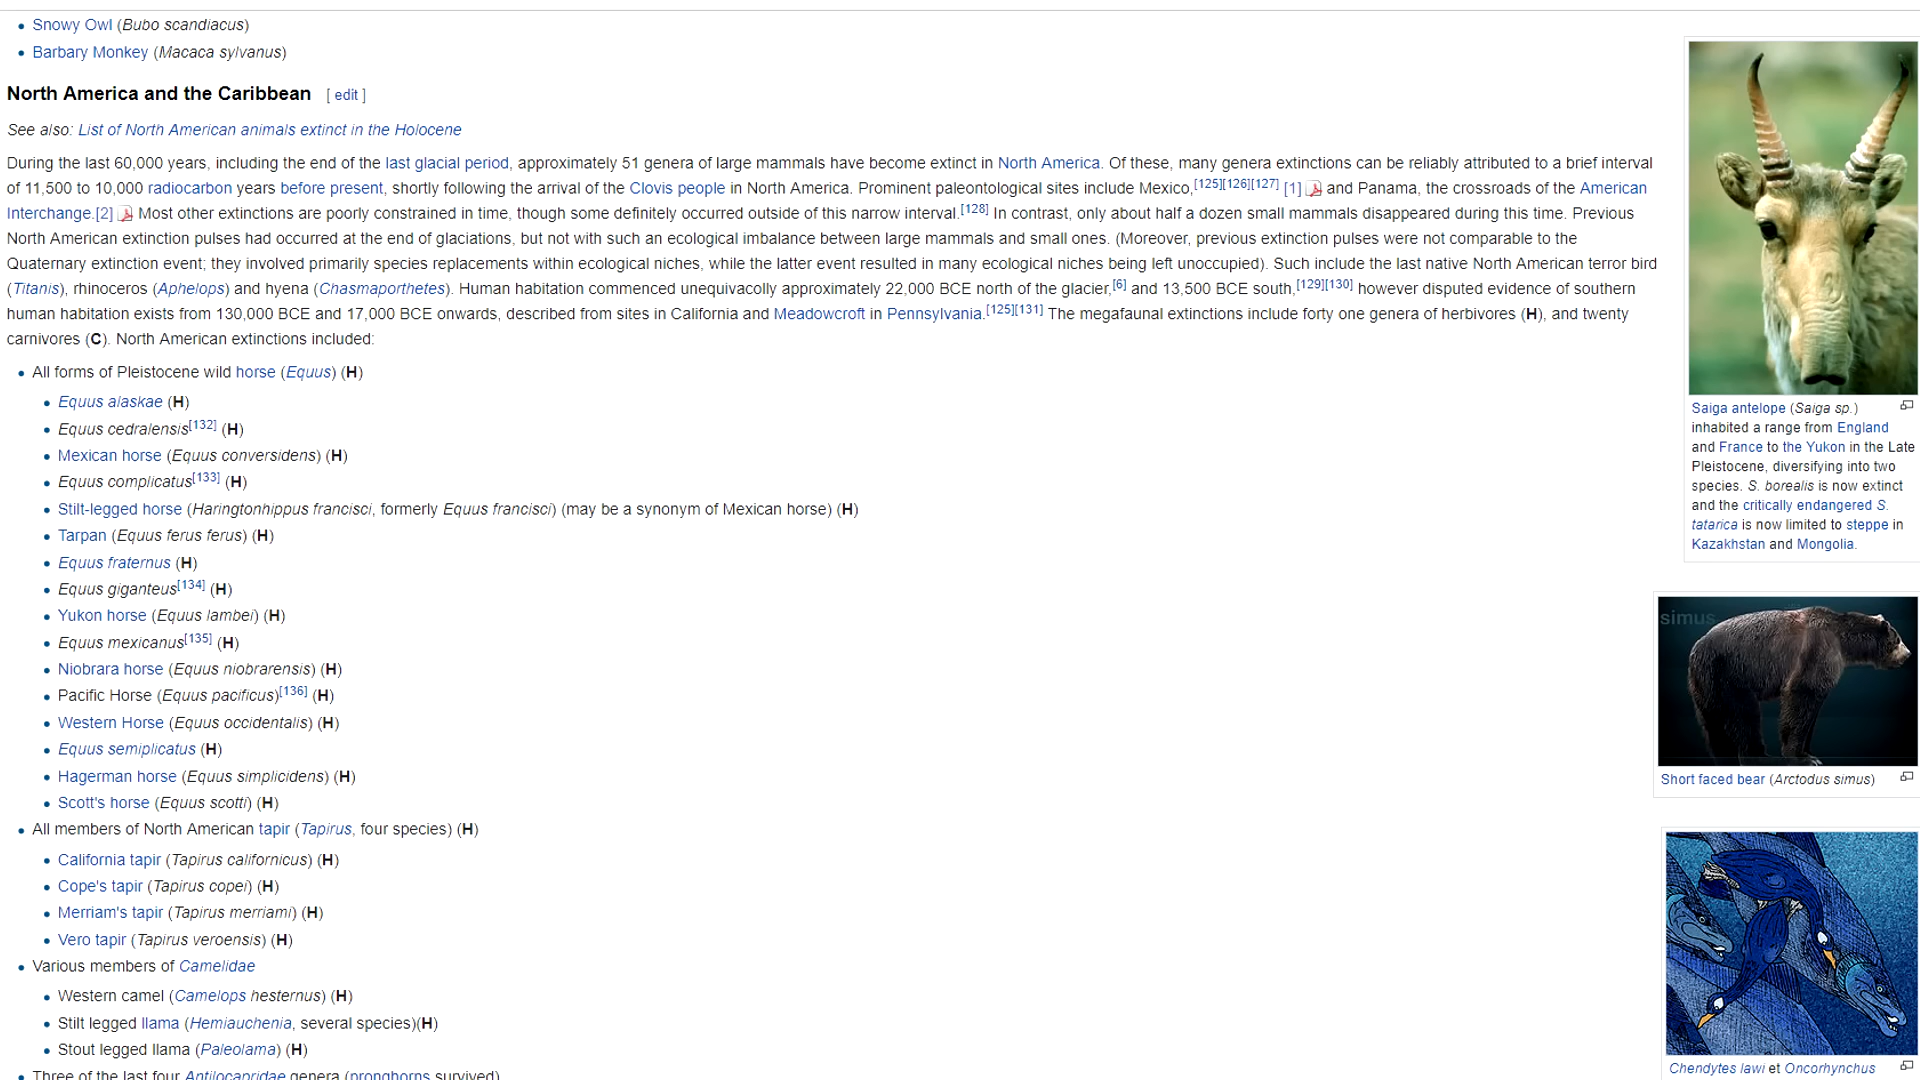 Snowy Owl (Bubo scandiacus)
Barbary Monkey (Macaca sylvanus)
North America and the Caribbean [ edit ]
See also: List of North American animals extinct in the Holocene
During the last 60,000 years, including the end of the last glacial period, approximately 51 genera of large mammals have become extinct in North America. Of these, many genera extinctions can be reliably attributed to a brief interval
of 11,500 to 10,000 radiocarbon years before present, shortly following the arrival of the Clovis people in North America. Prominent paleontological sites include Mexico,[125][126][127] [1] and Panama, the crossroads of the American
Interchange.[2] Most other extinctions are poorly constrained in time, though some definitely occurred outside of this narrow interval.[128] In contrast, only about half a dozen small mammals disappeared during this time. Previous
North American extinction pulses had occurred at the end of glaciations, but not with such an ecological imbalance between large mammals and small ones. (Moreover, previous extinction pulses were not comparable to the
Quaternary extinction event; they involved primarily species replacements within ecological niches, while the latter event resulted in many ecological niches being left unoccupied). Such include the last native North American terror bird
(Titanis), rhinoceros (Aphelops) and hyena (Chasmaporthetes). Human habitation commenced unequivacolly approximately 22,000 BCE north of the glacier,[6] and 13,500 BCE south,[129][130] however disputed evidence of southern
human habitation exists from 130,000 BCE and 17,000 BCE onwards, described from sites in California and Meadowcroft in Pennsylvania.[125][131] The megafaunal extinctions include forty one genera of herbivores (H), and twenty
carnivores (C). North American extinctions included:
All forms of Pleistocene wild horse (Equus) (H)
Equus alaskae (H)
Equus cedralensis[132] (H)
Mexican horse (Equus conversidens) (H)
Equus complicatus[133] (H)
Stilt-legged horse (Haringtonhippus francisci, formerly Equus francisci) (may be a synonym of Mexican horse) (H)
Tarpan (Equus ferus ferus) (H)
Equus fraternus (H)
Equus giganteus[134] (H)
Yukon horse (Equus lambei) (H)
Equus mexicanus[135] (H)
Niobrara horse (Equus niobrarensis) (H)
Pacific Horse (Equus pacificus)[136] (H)
Western Horse (Equus occidentalis) (H)
Equus semiplicatus (H)
Hagerman horse (Equus simplicidens) (H)
Scott's horse (Equus scotti) (H)
All members of North American tapir (Tapirus, four species) (H)
California tapir (Tapirus californicus) (H)
Cope's tapir (Tapirus copei) (H)
Merriam's tapir (Tapirus merriami) (H)
Vero tapir (Tapirus veroensis) (H)
Various members of Camelidae
Western camel (Camelops hesternus) (H)
Stilt legged llama (Hemiauchenia, several species)(H)
Stout legged llama (Paleolama) (H)
Three of the last four Antilocapridae genera (pronghorns survived)
Saiga antelope (Saiga sp.)
inhabited a range from England
and France to the Yukon in the Late
Pleistocene, diversifying into two
species. S. borealis is now extinct
and the critically endangered S.
tatarica is now limited to steppe in
Kazakhstan and Mongolia.
simus
Short faced bear (Arctodus simus)
Chendytes lawi et Oncorhynchus